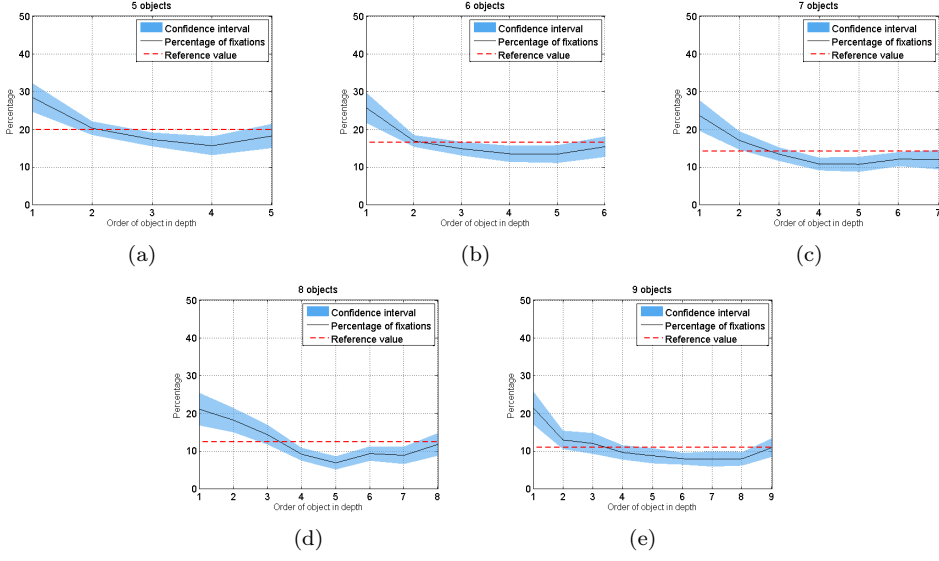 5 objects
50
40
30
20
10
0
Percentage
Confidence interval
Percentage of fixations
Reference value
1 2 3 4 5
Order of object in depth
(a)
6 objects
50
40
30
20
10
0
Percentage
Confidence interval
Percentage of fixations
Reference value
1 2 3 4 5 6
Order of object in depth
(b)
7 objects
50
40
30
20
10
0
Percentage
Confidence interval
Percentage of fixations
Reference value
1 2 3 4 5 6 7
Order of object in depth
(c)
8 objects
50
40
30
20
10
0
Percentage
Confidence interval
Percentage of fixations
Reference value
1 2 3 4 5 6 7 8
Order of object in depth
(d)
9 objects
50
40
30
20
10
0
Percentage
Confidence interval
Percentage of fixations
Reference value
1 2 3 4 5 6 7 8 9
Order of object in depth
(e)